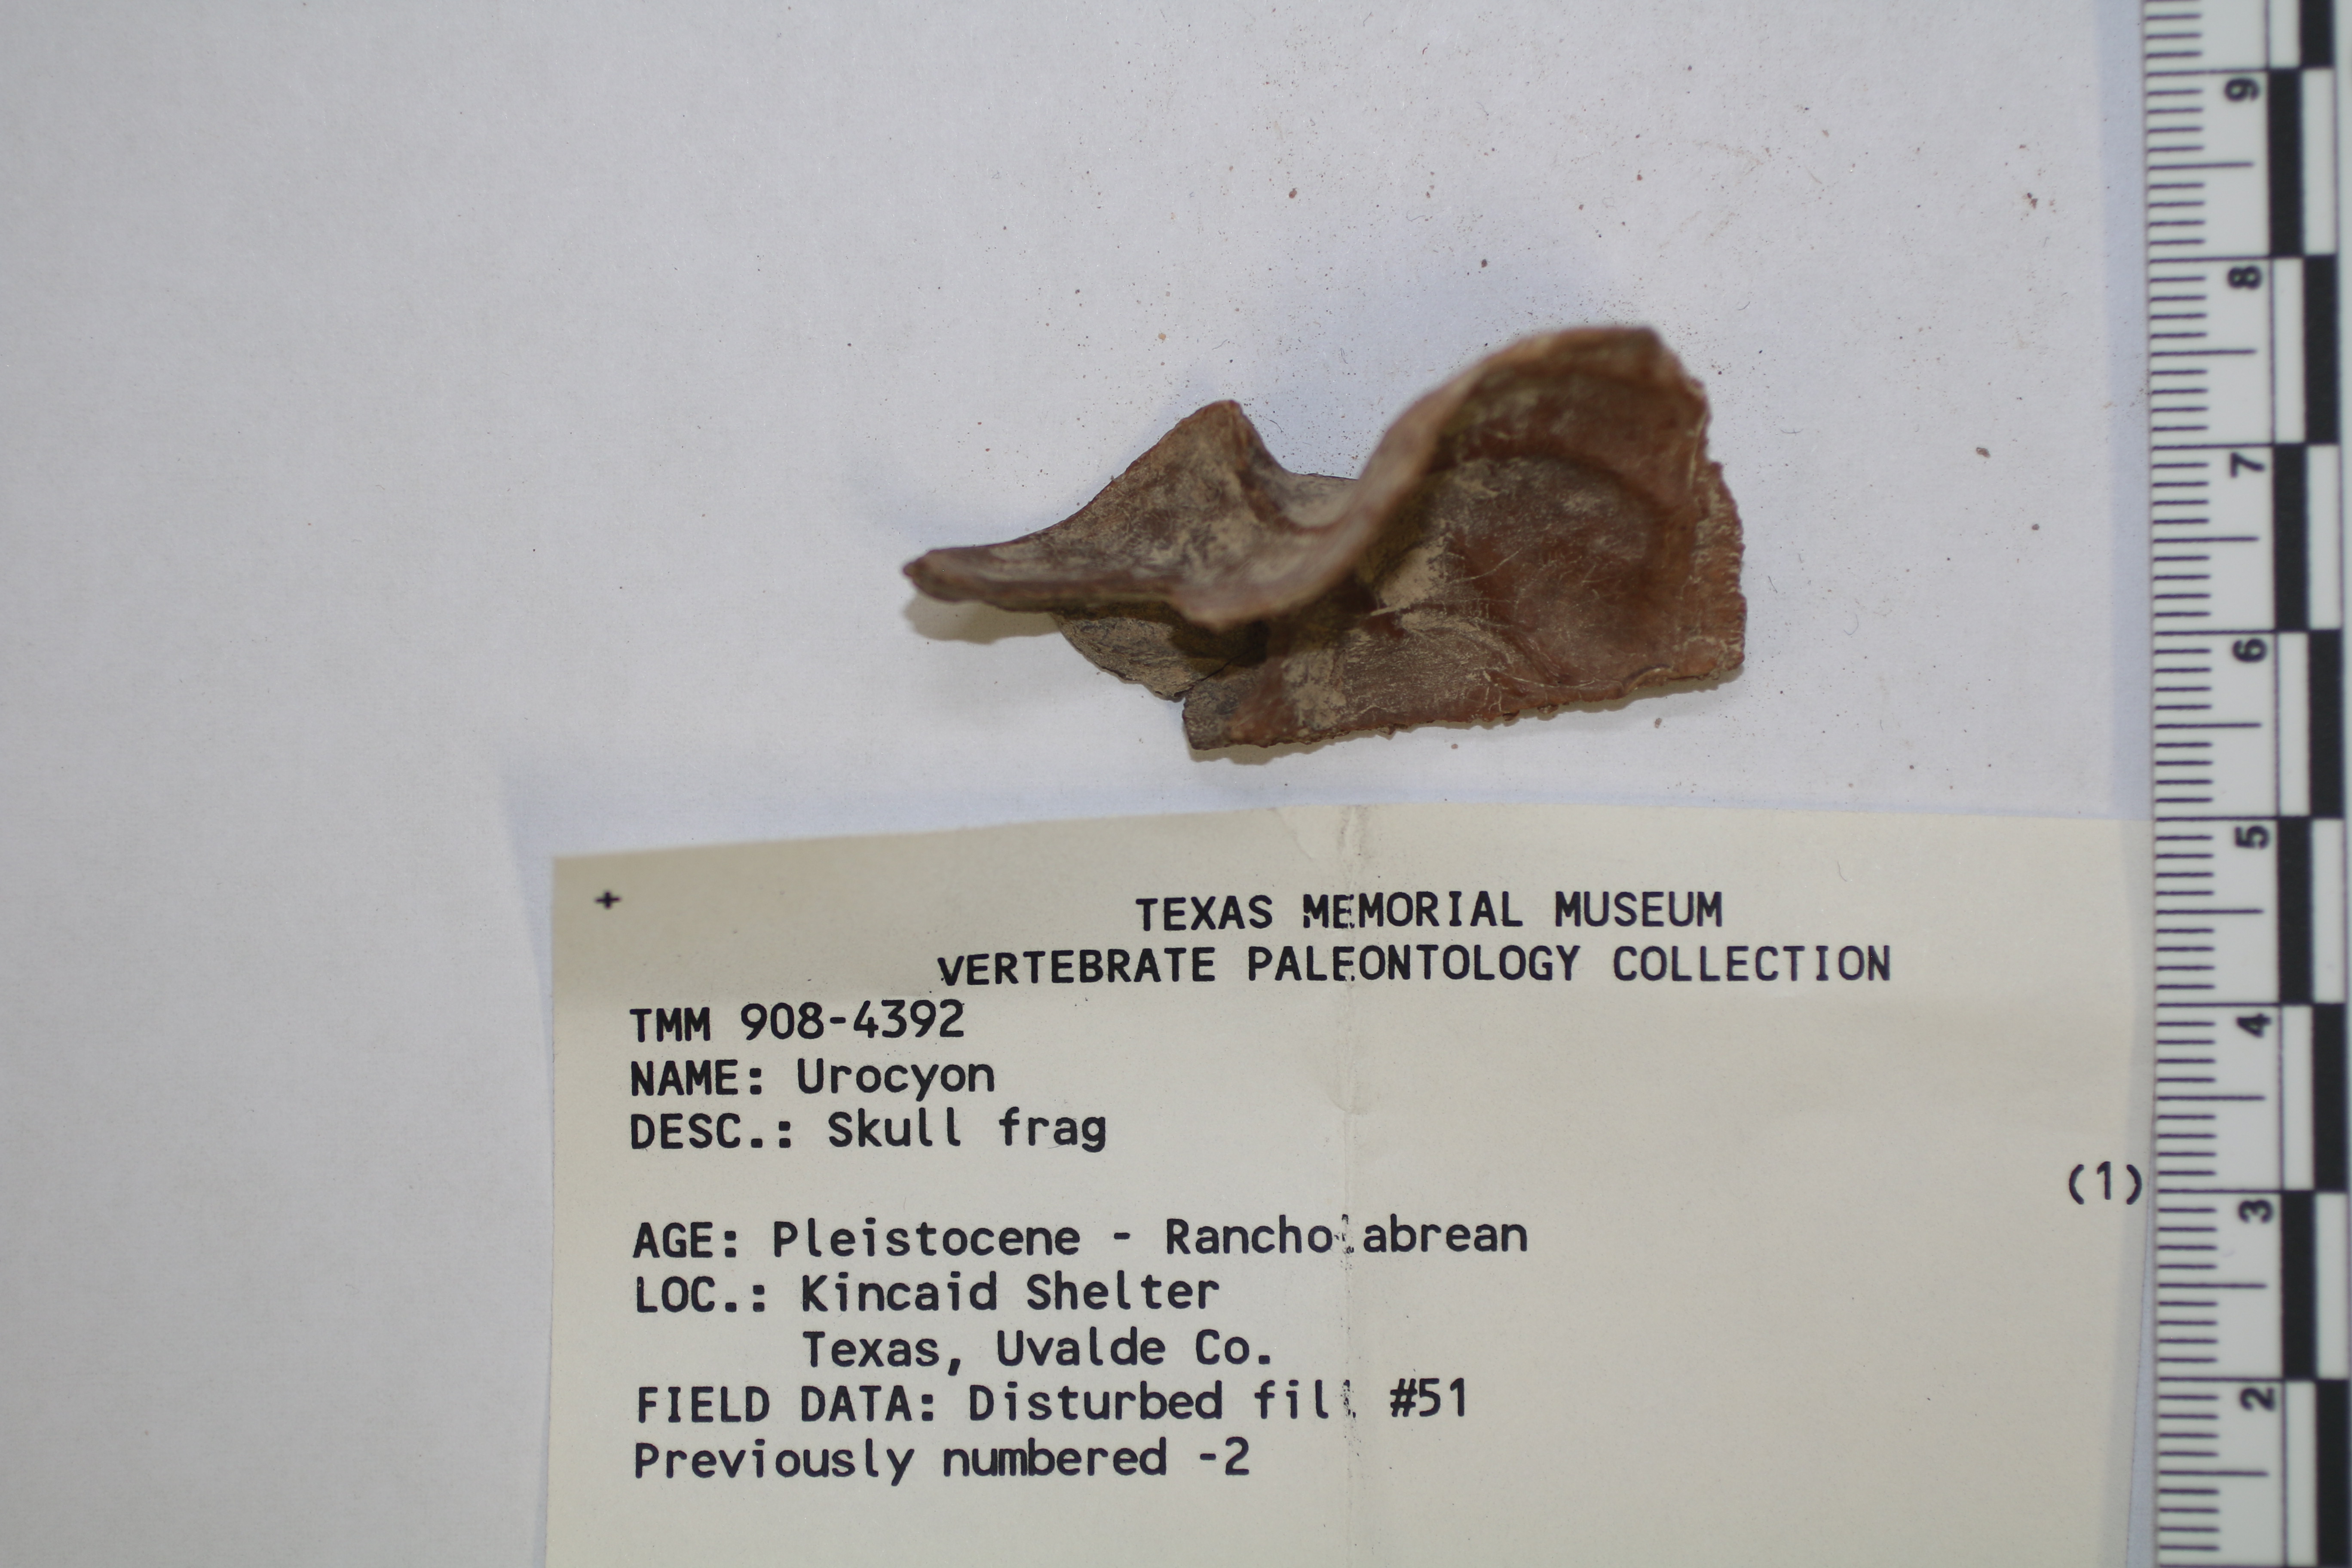 + TEXAS MEMORIAL MUSEUM
VERTEBRATE PALEONTOLOGY COLLECTION
TMM 908-4392
NAME: Urocyon
DESC.: Skull frag
(1)
AGE: Pleistocene - Rancholabrean
LOC.: Kincaid Shelter
Texas, Uvalde Co.
FIELD DATA: Disturbed fill #51
Previously numbered -2
9
8
7
6
5
4
3
2